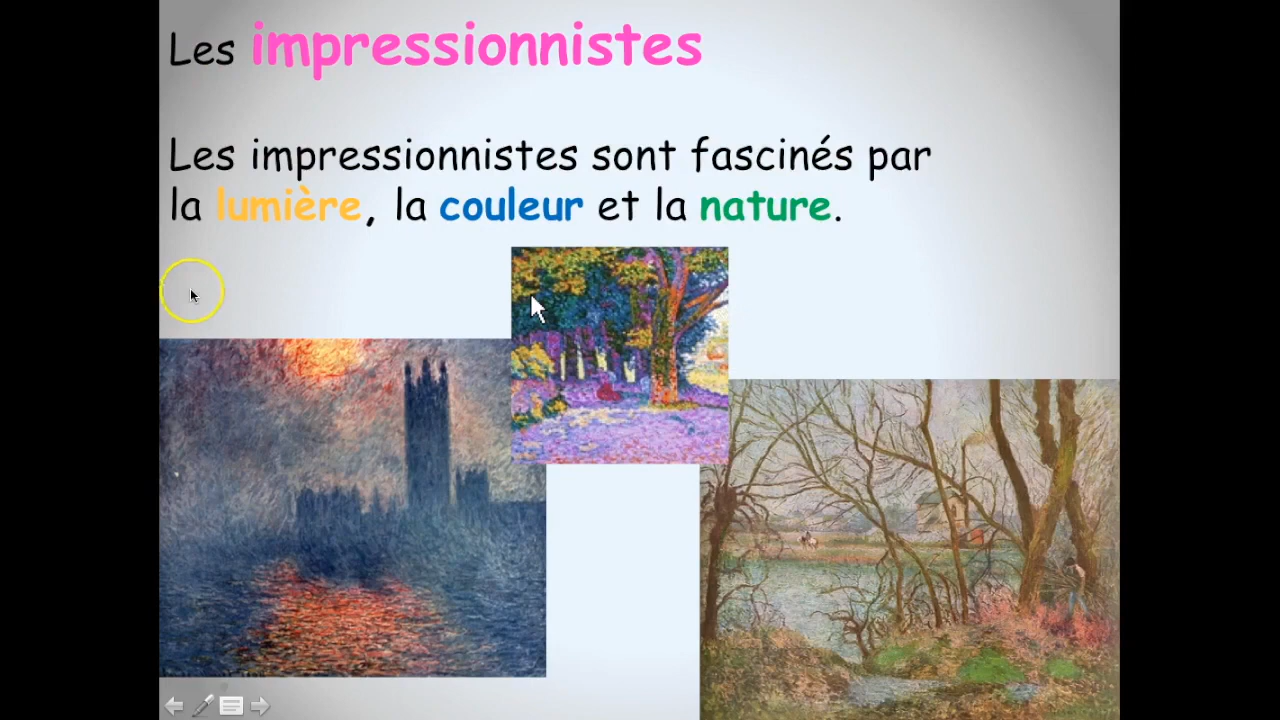 Les impressionnistes
Les impressionnistes sont fascinés par
la lumière, la couleur et la nature.